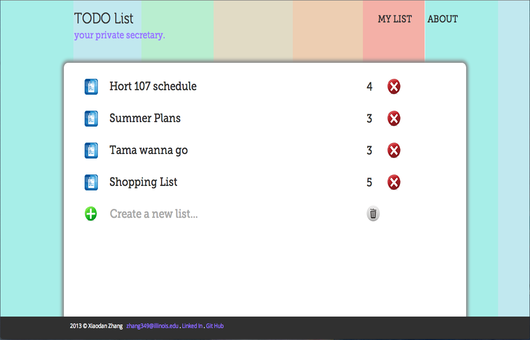 TODO List
MY LIST ABOUT
your private secretary.
Hort 107 schedule 4
Summer Plans 3
Tama wanna go 3
Shopping List 5
Create a new list...
2013 © Xiaodan Zhang zhang349@illinois.edu . Linked In . Git Hub